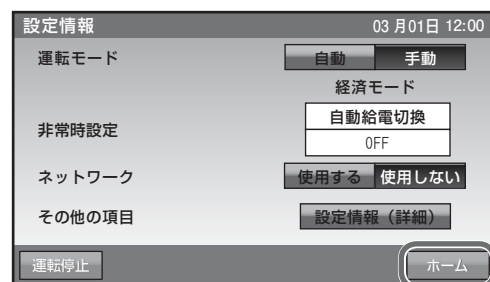 設定情報 03月01日 12:00
運転モード 自動 手動
経済モード
非常時設定 自動給電切換
OFF
ネットワーク 使用する 使用しない
その他の項目 設定情報（詳細）
運転停止 ホーム